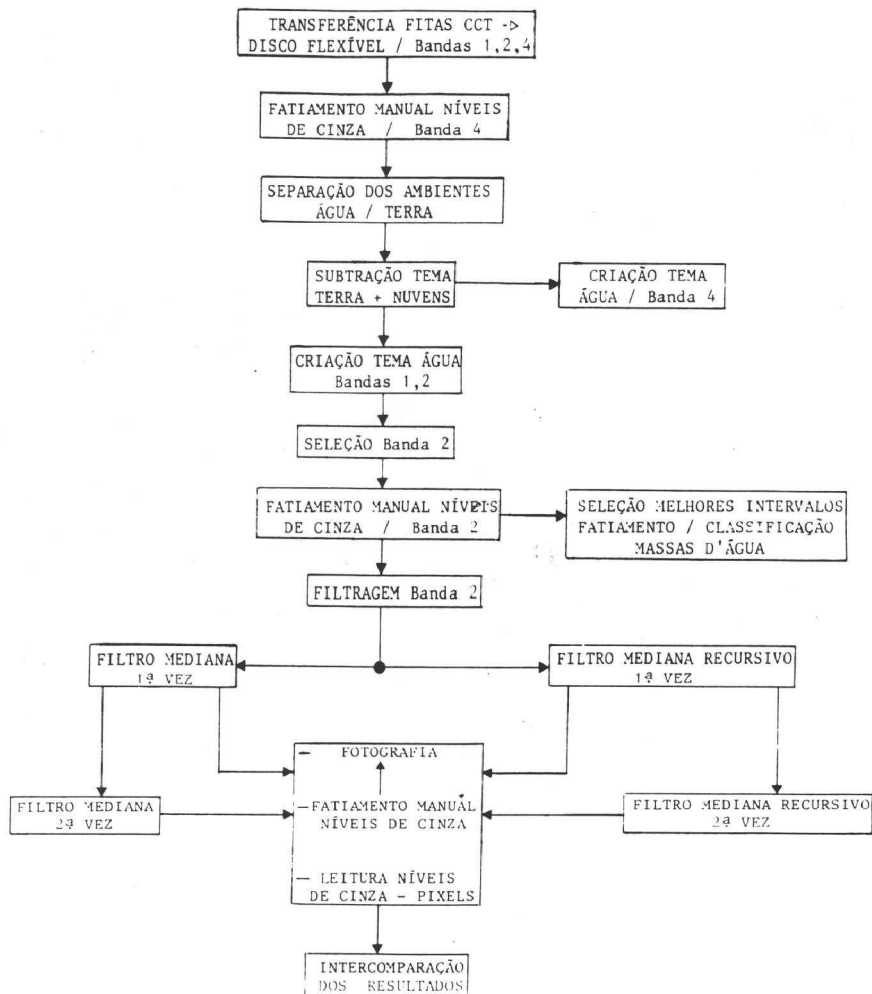 TRANSFERÊNCIA FITAS CCT ->
DISCO FLEXÍVEL / Bandas 1,2,4
FATIAMENTO MANUAL NÍVEIS
DE CINZA / Banda 4
SEPARAÇÃO DOS AMBIENTES
ÁGUA / TERRA
SUBTRAÇÃO TEMA
TERRA + NUVENS
CRIAÇÃO TEMA
ÁGUA / Banda 4
CRIAÇÃO TEMA ÁGUA
Bandas 1,2
SELEÇÃO Banda 2
FATIAMENTO MANUAL NÍVEIS
DE CINZA / Banda 2
SELEÇÃO MELHORES INTERVALOS
FATIAMENTO / CLASSIFICAÇÃO
MASSAS D'ÁGUA
FILTRAGEM Banda 2
FILTRO MEDIANA
1ª VEZ
FILTRO MEDIANA RECURSIVO
1ª VEZ
— FOTOGRAFIA
FILTRO MEDIANA
2ª VEZ
—FATIAMENTO MANUAL
NÍVEIS DE CINZA
FILTRO MEDIANA RECURSIVO
2ª VEZ
— LEITURA NÍVEIS
DE CINZA - PIXELS
INTERCOMPARAÇÃO
DOS RESULTADOS